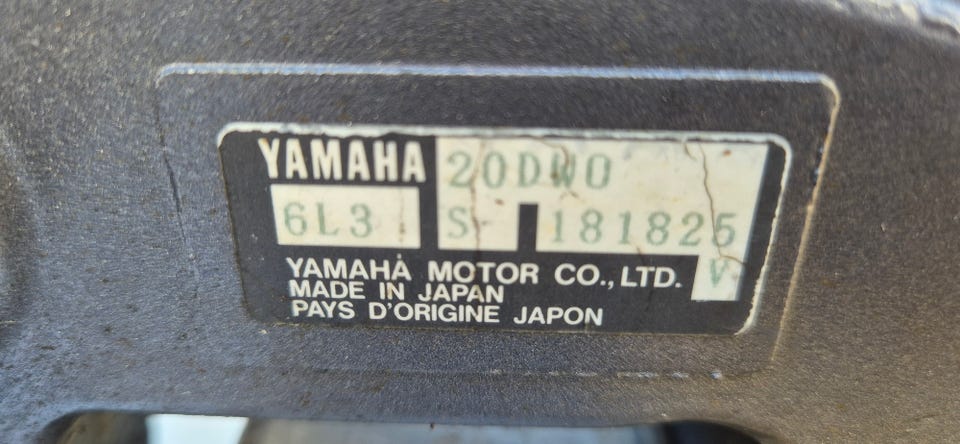 YAMAHA 20DWO
6L3 S 181825
V
YAMAHA MOTOR CO., LTD.
MADE IN JAPAN
PAYS D'ORIGINE JAPON